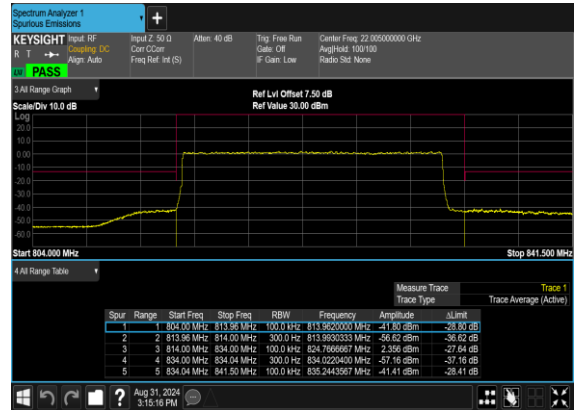 Spectrum Analyzer 1
Spurious Emissions
+
KEYSIGHT Input: RF Input Z: 50 Ω Atten: 40 dB Trig: Free Run Center Freq: 22.005000000 GHz
R T Coupling: DC Corr CCorr Gate: Off Avg|Hold: 100/100
Align: Auto Freq Ref: Int (S) IF Gain: Low Radio Std: None
LW PASS
3 All Range Graph
Ref Lvl Offset 7.50 dB
Scale/Div 10.0 dB Ref Value 30.00 dBm
Log
20.0
10.0
0.00
-10.0
-20.0
-30.0
-40.0
-50.0
-60.0
Start 804.000 MHz Stop 841.500 MHz
4 All Range Table
Measure Trace Trace 1
Trace Type Trace Average (Active)
Spur Range Start Freq Stop Freq RBW Frequency Amplitude ΔLimit
1 1 804.00 MHz 813.96 MHz 100.0 kHz 813.9620000 MHz -41.80 dBm -28.80 dB
2 2 813.96 MHz 814.00 MHz 300.0 Hz 813.9930333 MHz -56.62 dBm -36.62 dB
3 3 814.00 MHz 834.00 MHz 100.0 kHz 824.7666667 MHz 2.356 dBm -27.64 dB
4 4 834.00 MHz 834.04 MHz 300.0 Hz 834.0220400 MHz -57.16 dBm -37.16 dB
5 5 834.04 MHz 841.50 MHz 100.0 kHz 835.2443567 MHz -41.41 dBm -28.41 dB
? Aug 31, 2024
3:15:16 PM